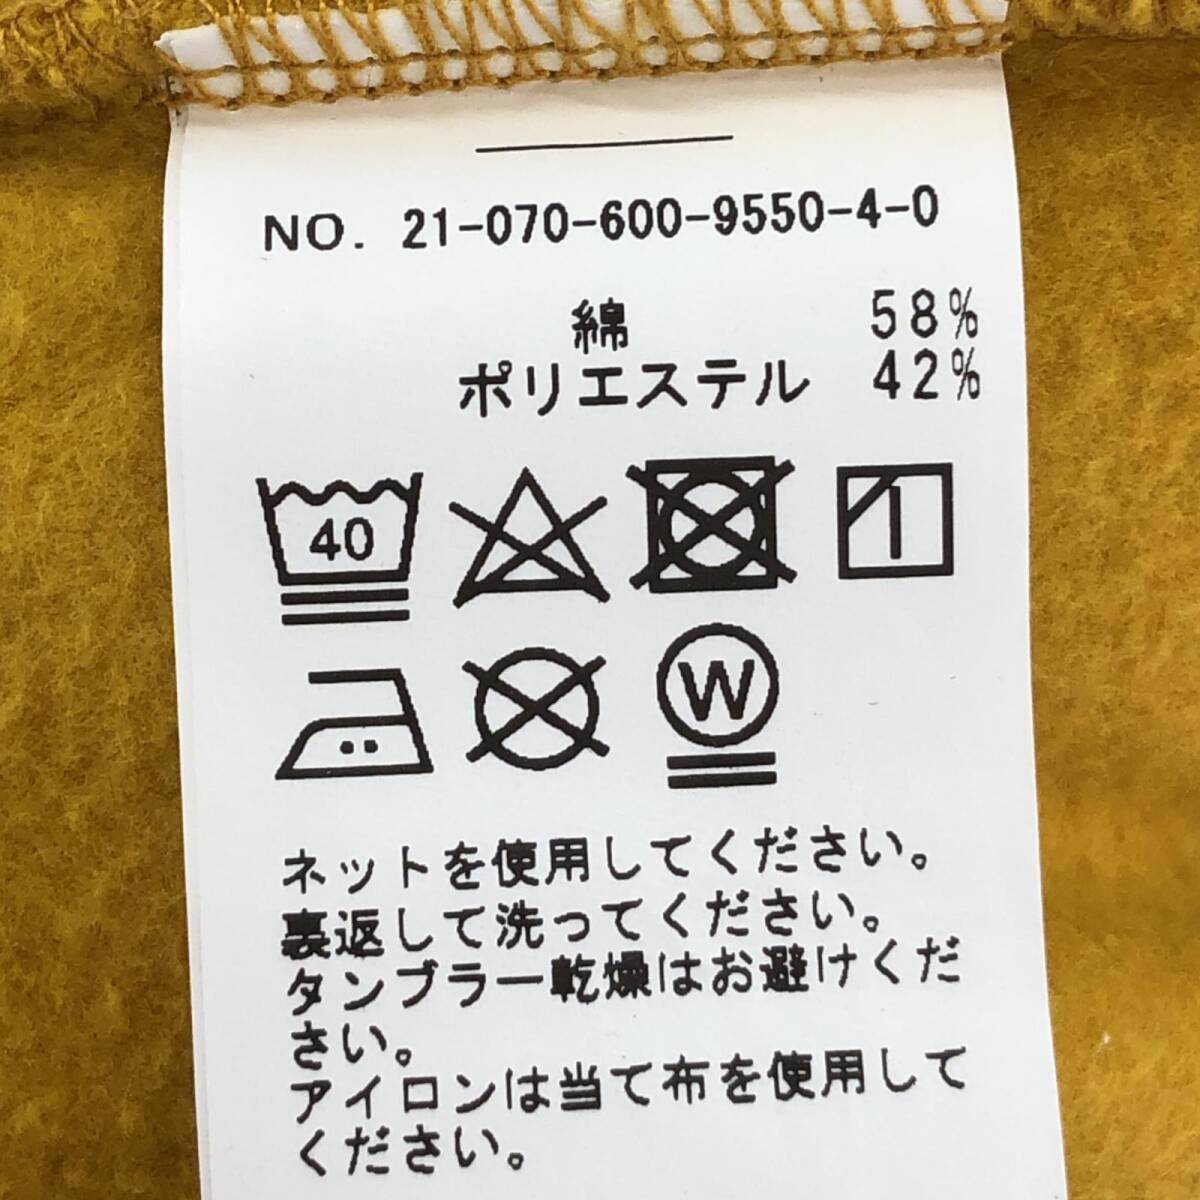 NO. 21-070-600-9550-4-0
綿 58%
ポリエステル 42%
40
W
ネットを使用してください。
裏返して洗ってください。
タンブラー乾燥はお避けくだ
さい。
アイロンは当て布を使用して
ください。